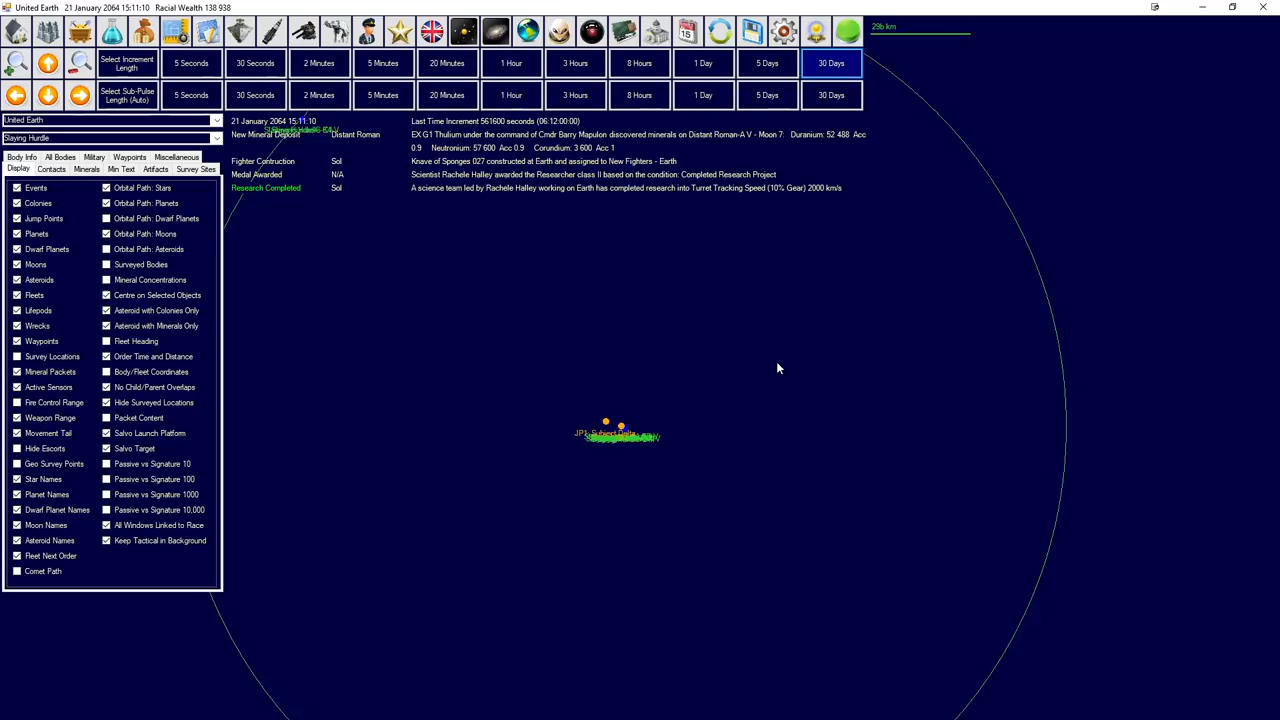 United Earth 21 January 2064 15:11:10 Racial Wealth 138 938
29b km
15
Select Increment Length
5 Seconds
30 Seconds
2 Minutes
5 Minutes
20 Minutes
1 Hour
3 Hours
8 Hours
1 Day
5 Days
30 Days
Select Sub-Pulse Length (Auto)
5 Seconds
30 Seconds
2 Minutes
5 Minutes
20 Minutes
1 Hour
3 Hours
8 Hours
1 Day
5 Days
30 Days
United Earth
Slaying Hurdle
21 January 2064 15:11:10 Last Time Increment 561600 seconds (06:12:00:00)
New Mineral Deposit Distant Roman EX G1 Thulium under the command of Cmdr Barry Mapulon discovered minerals on Distant Roman-A V - Moon 7: Duranium: 52 488 Acc
0.9 Neutronium: 57 600 Acc 0.9 Corundium: 3 600 Acc 1
Fighter Contruction Sol Knave of Sponges 027 constructed at Earth and assigned to New Fighters - Earth
Medal Awarded N/A Scientist Rachele Halley awarded the Researcher class II based on the condition: Completed Research Project
Research Completed Sol A science team led by Rachele Halley working on Earth has completed research into Turret Tracking Speed (10% Gear) 2000 km/s
Body Info All Bodies Military Waypoints Miscellaneous
Display Contacts Minerals Min Text Artifacts Survey Sites
Events Orbital Path: Stars
Colonies Orbital Path: Planets
Jump Points Orbital Path: Dwarf Planets
Planets Orbital Path: Moons
Dwarf Planets Orbital Path: Asteroids
Moons Surveyed Bodies
Asteroids Mineral Concentrations
Fleets Centre on Selected Objects
Lifepods Asteroid with Colonies Only
Wrecks Asteroid with Minerals Only
Waypoints Fleet Heading
Survey Locations Order Time and Distance
Mineral Packets Body/Fleet Coordinates
Active Sensors No Child/Parent Overlaps
Fire Control Range Hide Surveyed Locations
Weapon Range Packet Content
Movement Tail Salvo Launch Platform
Hide Escorts Salvo Target
Geo Survey Points Passive vs Signature 10
Star Names Passive vs Signature 100
Planet Names Passive vs Signature 1000
Dwarf Planet Names Passive vs Signature 10,000
Moon Names All Windows Linked to Race
Asteroid Names Keep Tactical in Background
Fleet Next Order
Comet Path
JP1: Subject Delta